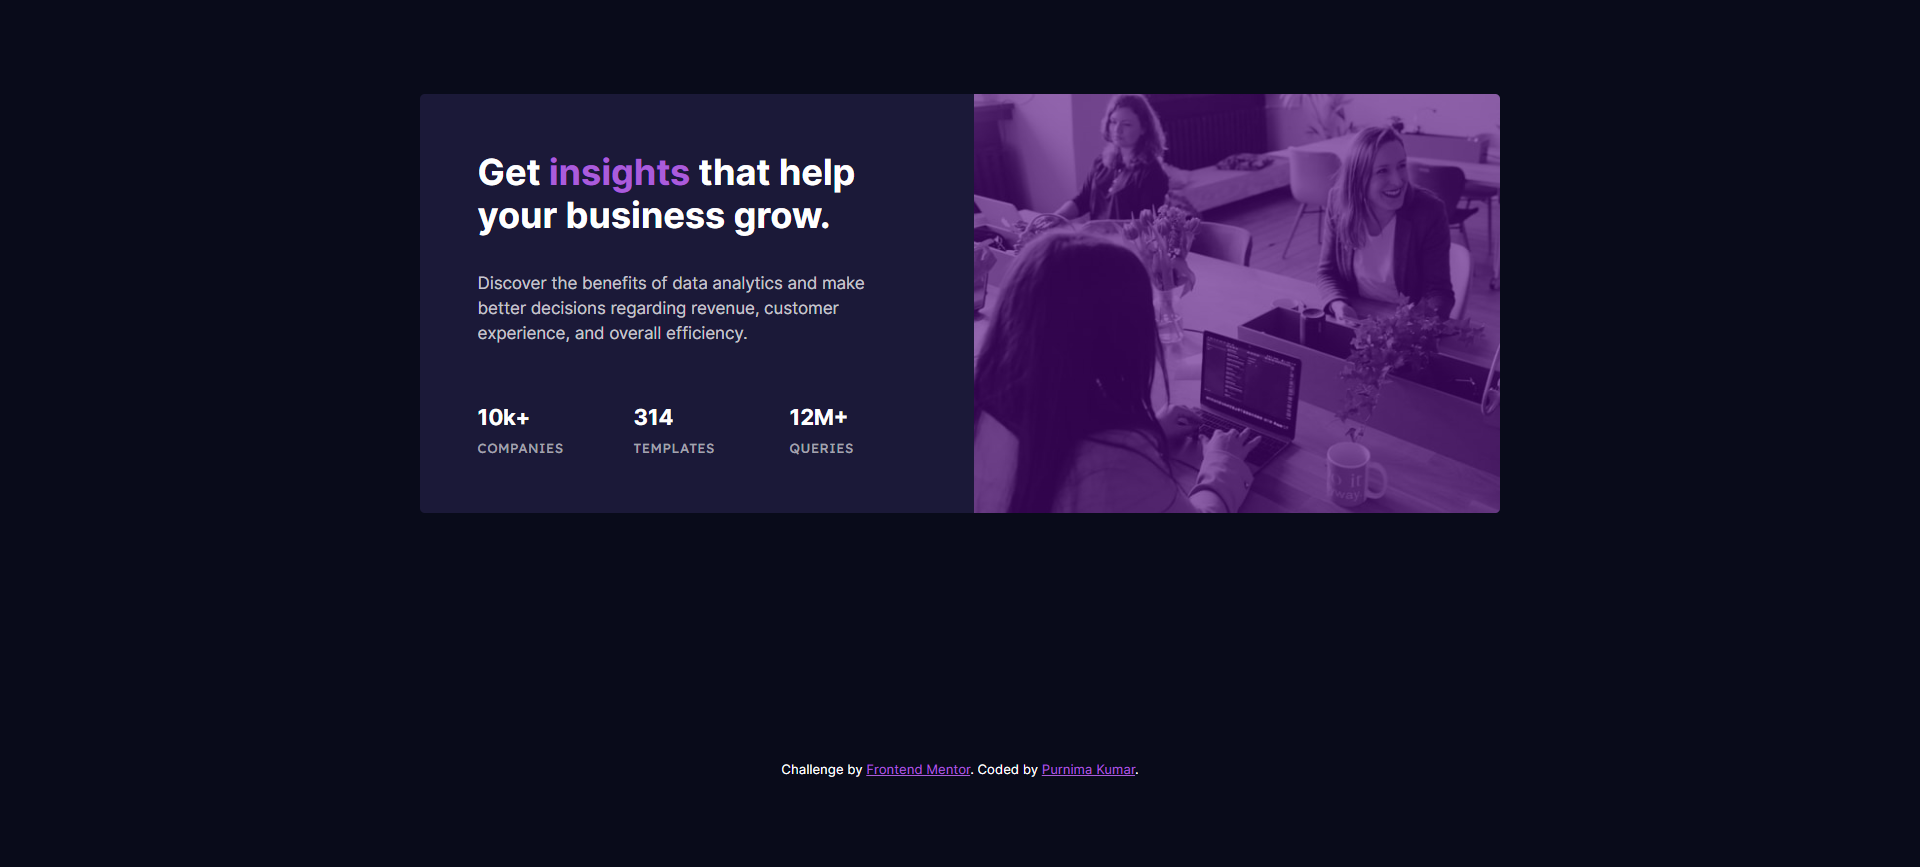 Get insights that help
your business grow.
Discover the benefits of data analytics and make
better decisions regarding revenue, customer
experience, and overall efficiency.
10k+ 314 12M+
COMPANIES TEMPLATES QUERIES
Challenge by Frontend Mentor. Coded by Purnima Kumar.